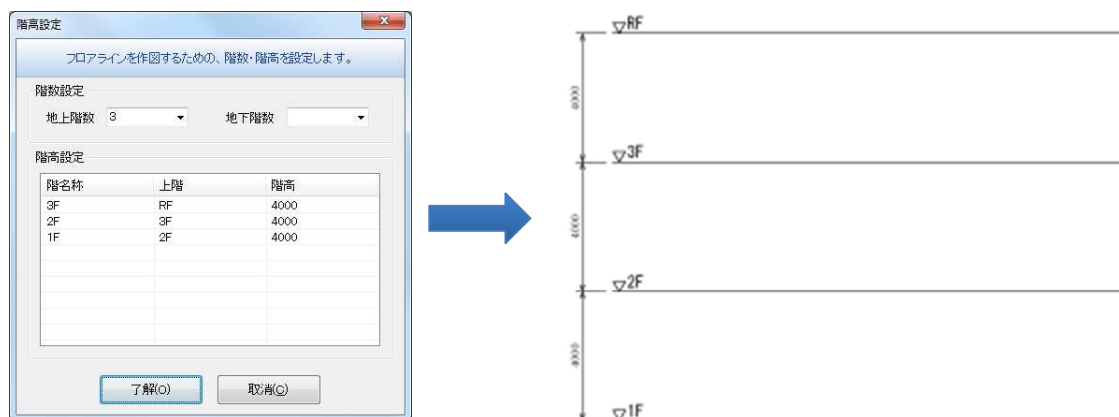 階高設定
フロアラインを作図するための、階数・階高を設定します。
階数設定
地上階数 3 地下階数
階高設定
階名称 上階 階高
3F RF 4000
2F 3F 4000
1F 2F 4000
了解(O) 取消(C)
▽RF
4000
▽3F
4000
▽2F
4000
▽1F